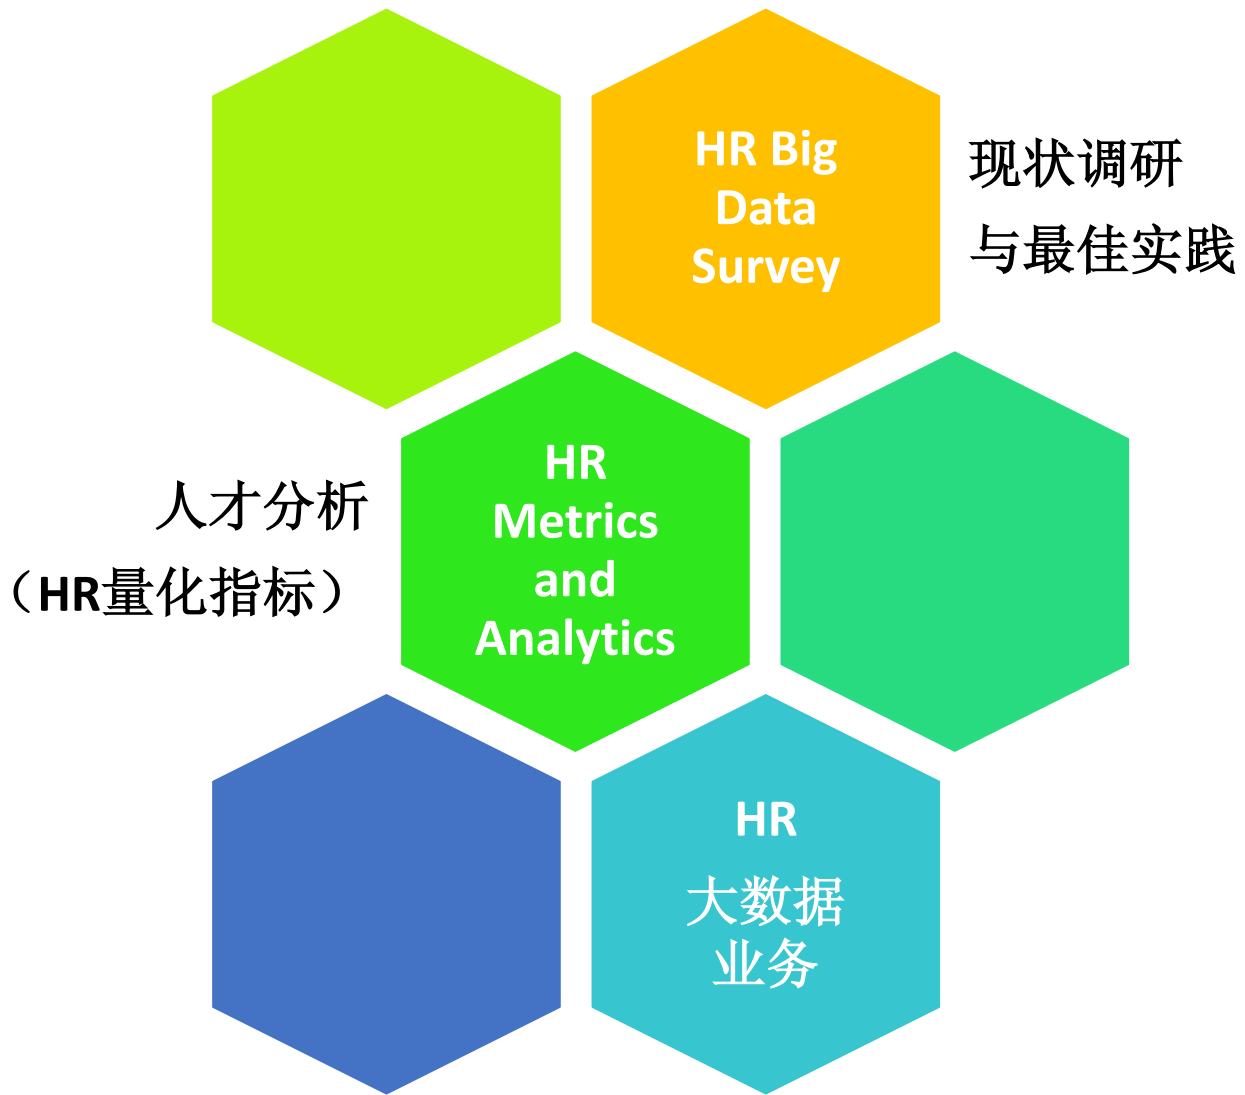 HR Big
Data
Survey
现状调研
与最佳实践
HR
Metrics
and
Analytics
人才分析
（HR量化指标）
HR
大数据
业务